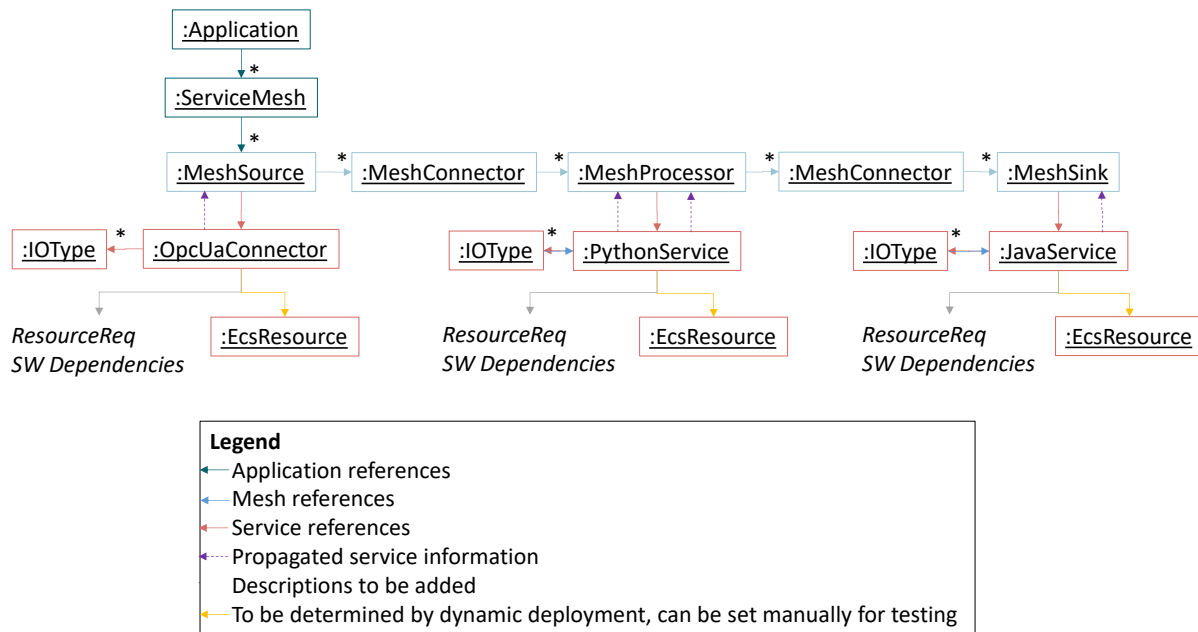 :Application
*
:ServiceMesh
*
:MeshSource
*
:MeshConnector
*
:MeshProcessor
*
:MeshConnector
*
:MeshSink
:IOType
*
:OpcUaConnector
:IOType
*
:PythonService
:IOType
*
:JavaService
ResourceReq
SW Dependencies
:EcsResource
ResourceReq
SW Dependencies
:EcsResource
ResourceReq
SW Dependencies
:EcsResource
Legend
Application references
Mesh references
Service references
Propagated service information
Descriptions to be added
To be determined by dynamic deployment, can be set manually for testing